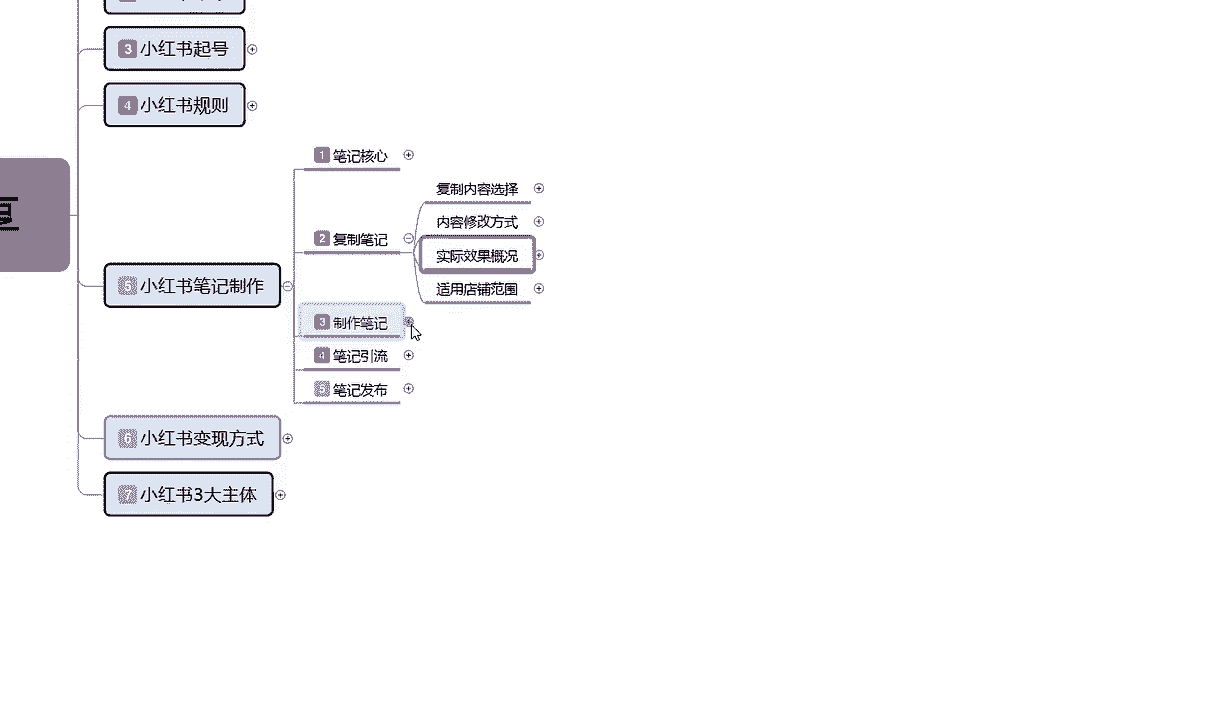 3 小红书起号
4 小红书规则
1 笔记核心
复制内容选择
内容修改方式
2 复制笔记
实际效果概况
适用店铺范围
5 小红书笔记制作
3 制作笔记
4 笔记引流
5 笔记发布
6 小红书变现方式
7 小红书3大主体